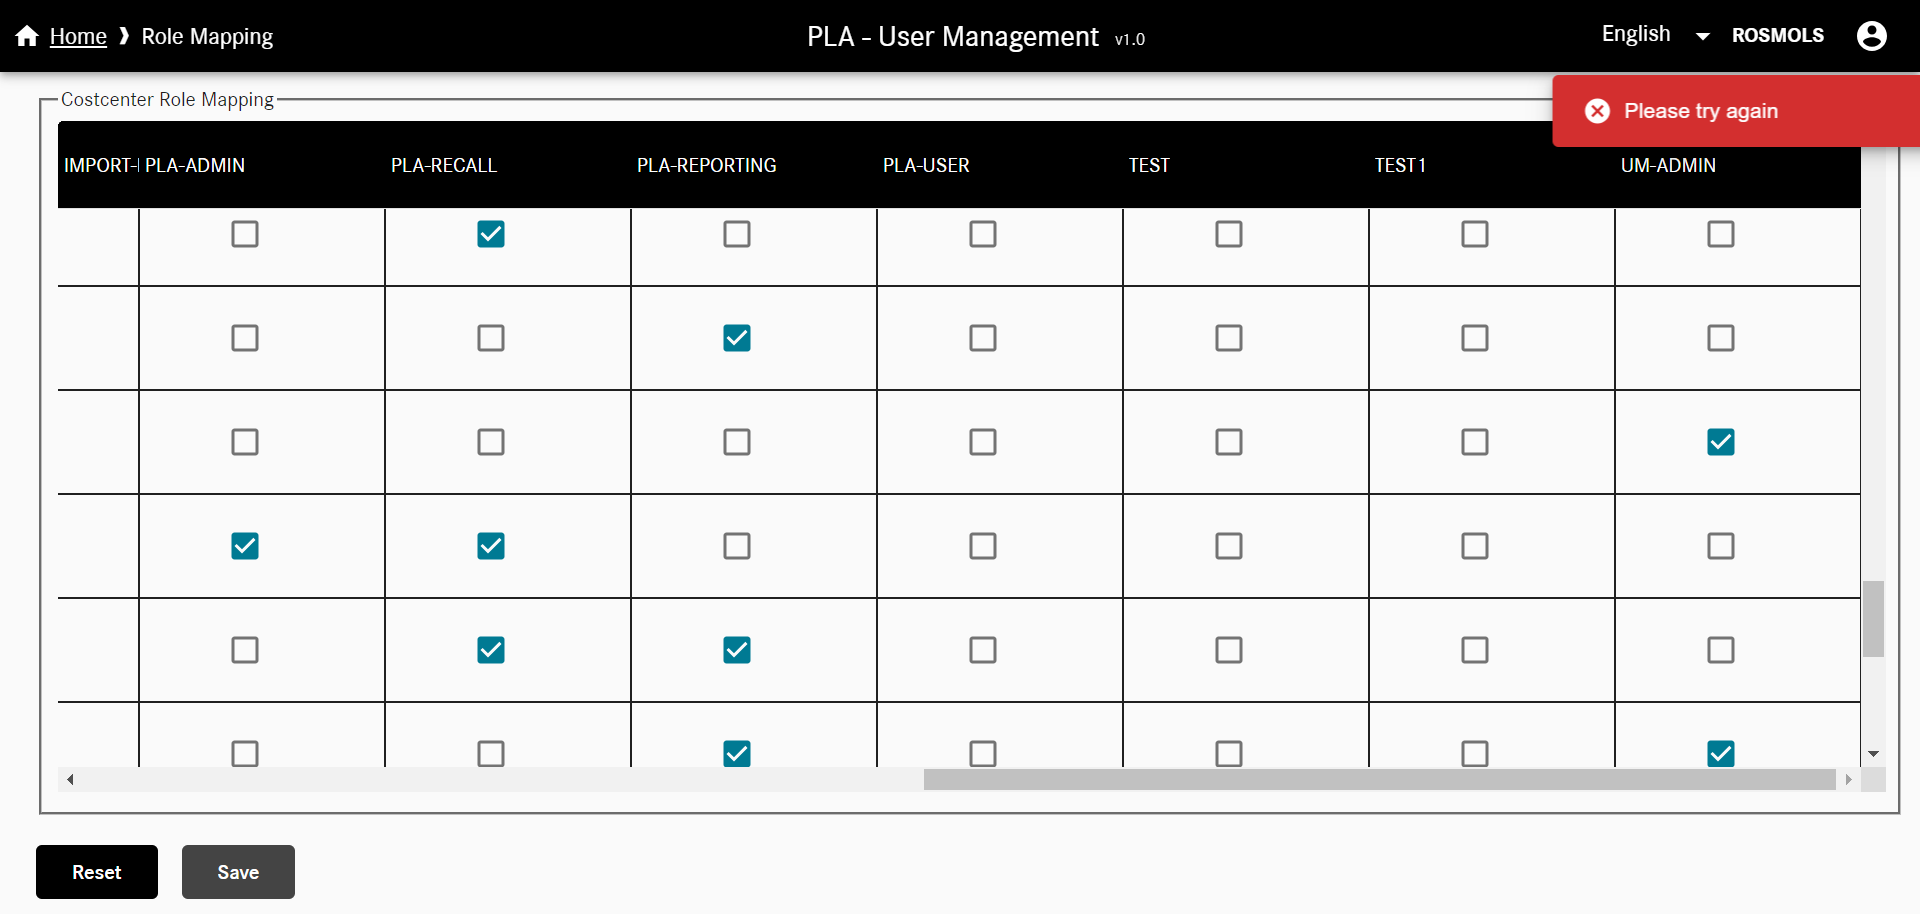 Home ❱ Role Mapping
PLA - User Management v1.0
English
ROSMOLS
Please try again
Costcenter Role Mapping
IMPORT- PLA-ADMIN PLA-RECALL PLA-REPORTING PLA-USER TEST TEST1 UM-ADMIN
Reset Save